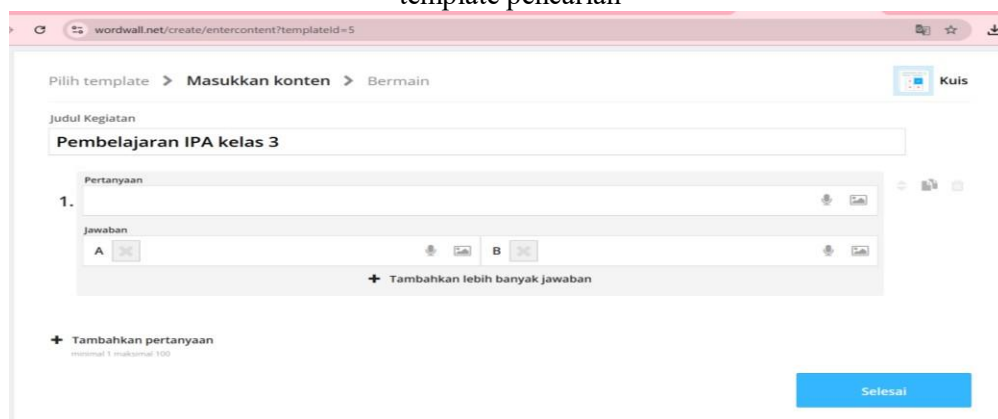 template pencarian
wordwall.net/create/entercontent?templateId=5
Pilih template > Masukkan konten > Bermain
Kuis
Judul Kegiatan
Pembelajaran IPA kelas 3
Pertanyaan
1.
Jawaban
A
B
+ Tambahkan lebih banyak jawaban
+ Tambahkan pertanyaan
minimal 1 maksimal 100
Selesai